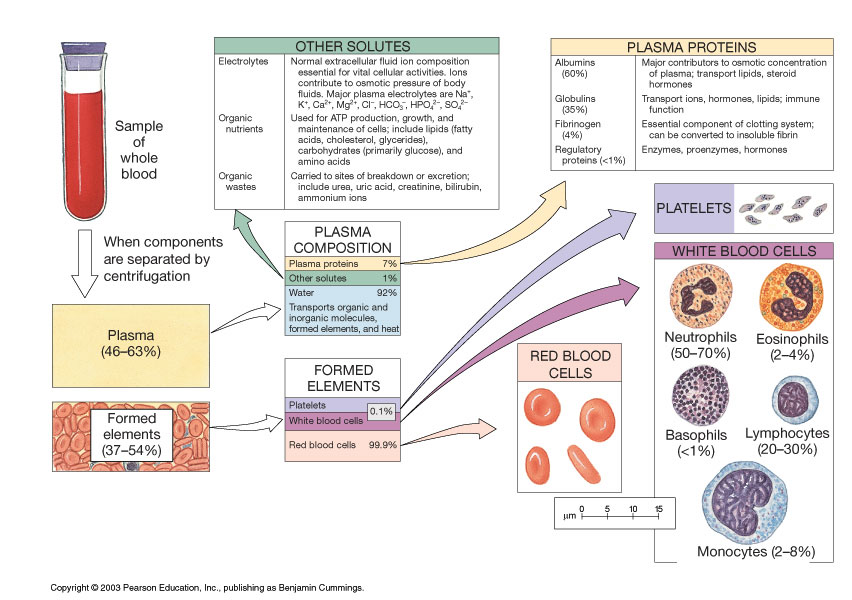 OTHER SOLUTES
Electrolytes
Normal extracellular fluid ion composition
essential for vital cellular activities. Ions
contribute to osmotic pressure of body
fluids. Major plasma electrolytes are Na⁺,
K⁺, Ca²⁺, Mg²⁺, Cl⁻, HCO₃⁻, HPO₄²⁻, SO₄²⁻
Organic
nutrients
Used for ATP production, growth, and
maintenance of cells; include lipids (fatty
acids, cholesterol, glycerides),
carbohydrates (primarily glucose), and
amino acids
Organic
wastes
Carried to sites of breakdown or excretion;
include urea, uric acid, creatinine, bilirubin,
ammonium ions
PLASMA PROTEINS
Albumins
(60%)
Major contributors to osmotic concentration
of plasma; transport lipids, steroid
hormones
Globulins
(35%)
Transport ions, hormones, lipids; immune
function
Fibrinogen
(4%)
Essential component of clotting system;
can be converted to insoluble fibrin
Regulatory
proteins (<1%)
Enzymes, proenzymes, hormones
Sample
of
whole
blood
When components
are separated by
centrifugation
Plasma
(46–63%)
Formed
elements
(37–54%)
PLASMA
COMPOSITION
Plasma proteins 7%
Other solutes 1%
Water 92%
Transports organic and
inorganic molecules,
formed elements, and heat
FORMED
ELEMENTS
Platelets
0.1%
White blood cells
Red blood cells 99.9%
RED BLOOD
CELLS
PLATELETS
WHITE BLOOD CELLS
Neutrophils
(50–70%)
Eosinophils
(2–4%)
Basophils
(<1%)
Lymphocytes
(20–30%)
Monocytes (2–8%)
µm 0 5 10 15
Copyright © 2003 Pearson Education, Inc., publishing as Benjamin Cummings.